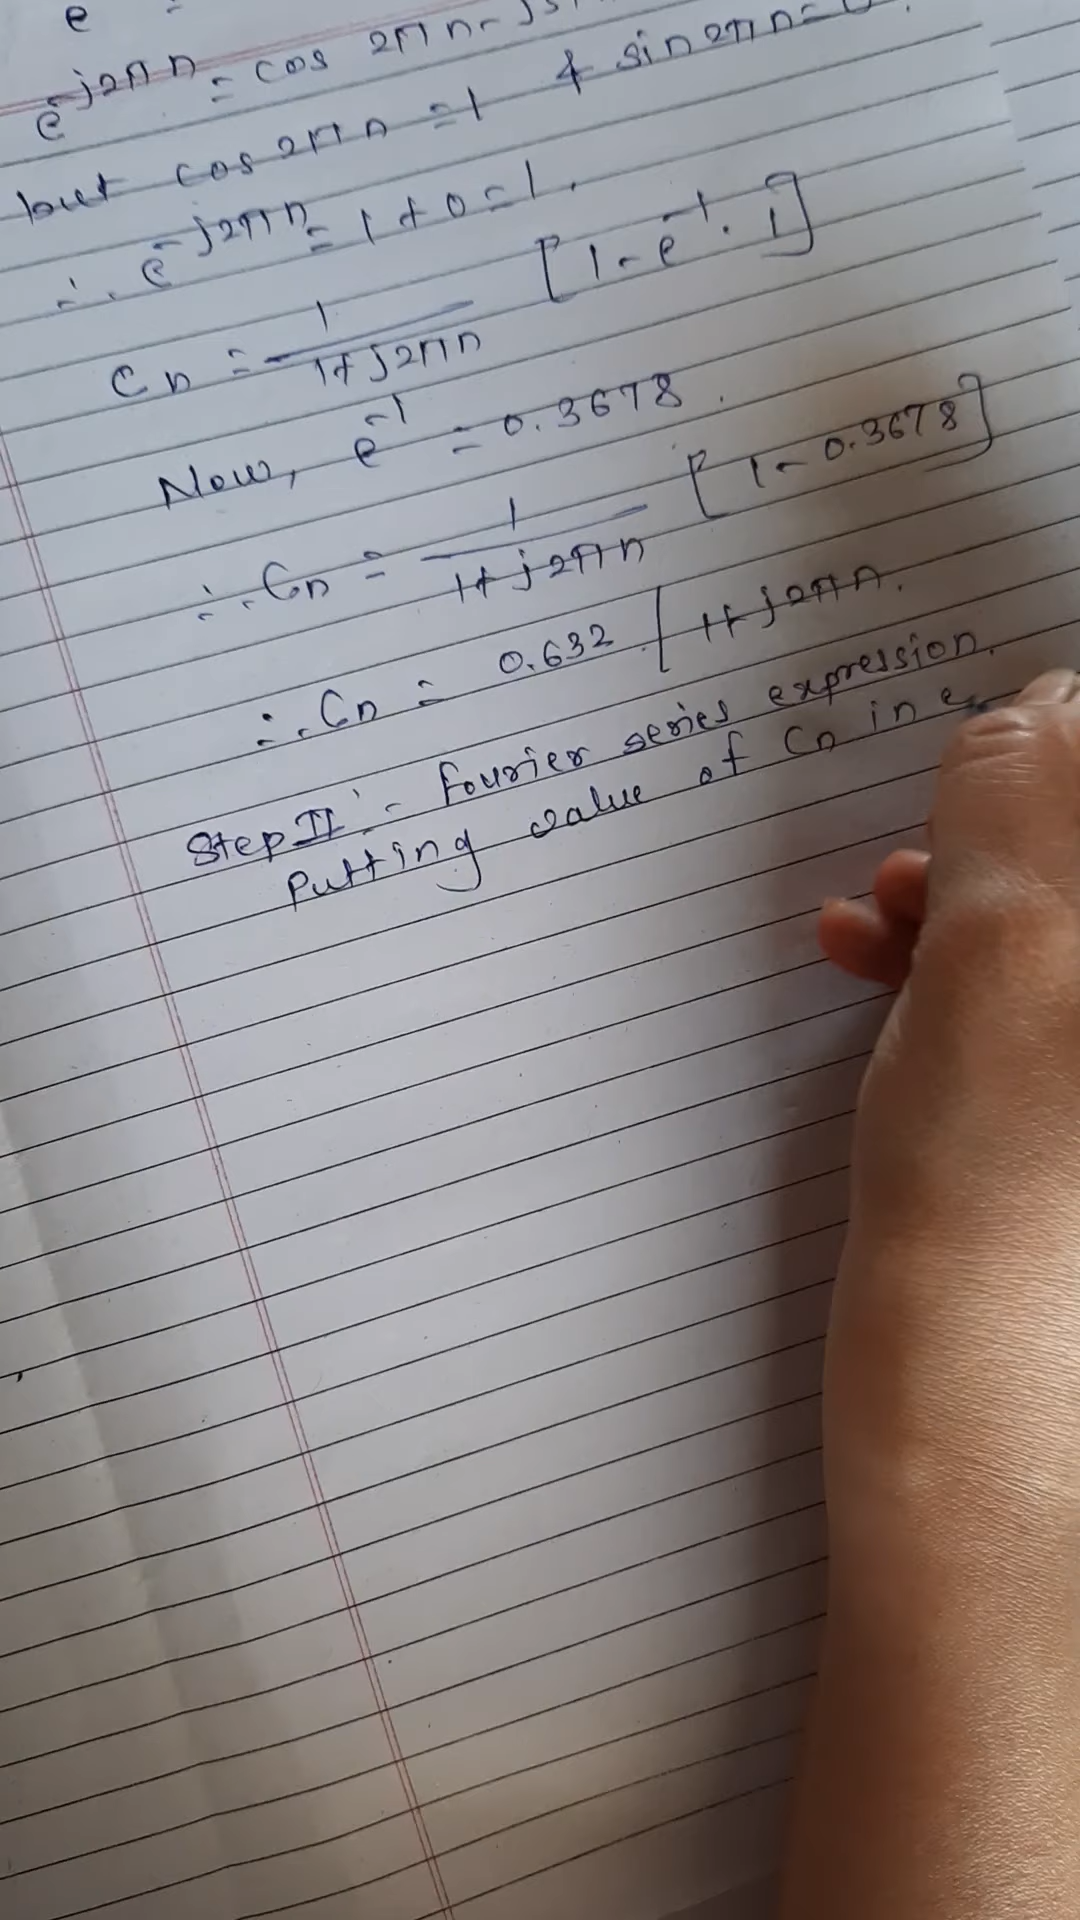 e =
e^-j2πn = cos 2πn - js
but cos 2πn = 1 & sin 2πn = 0.
∴ e^-j2πn = 1 + 0 = 1.
Cn = 1/(1+j2πn) [1 - e^-1 . 1]
Now, e^-1 = 0.3678.
∴ Cn = 1/(1+j2πn) [1 - 0.3678]
∴ Cn = 0.632 / 1+j2πn.
Step II :- Fourier series expression.
Putting value of Cn in e